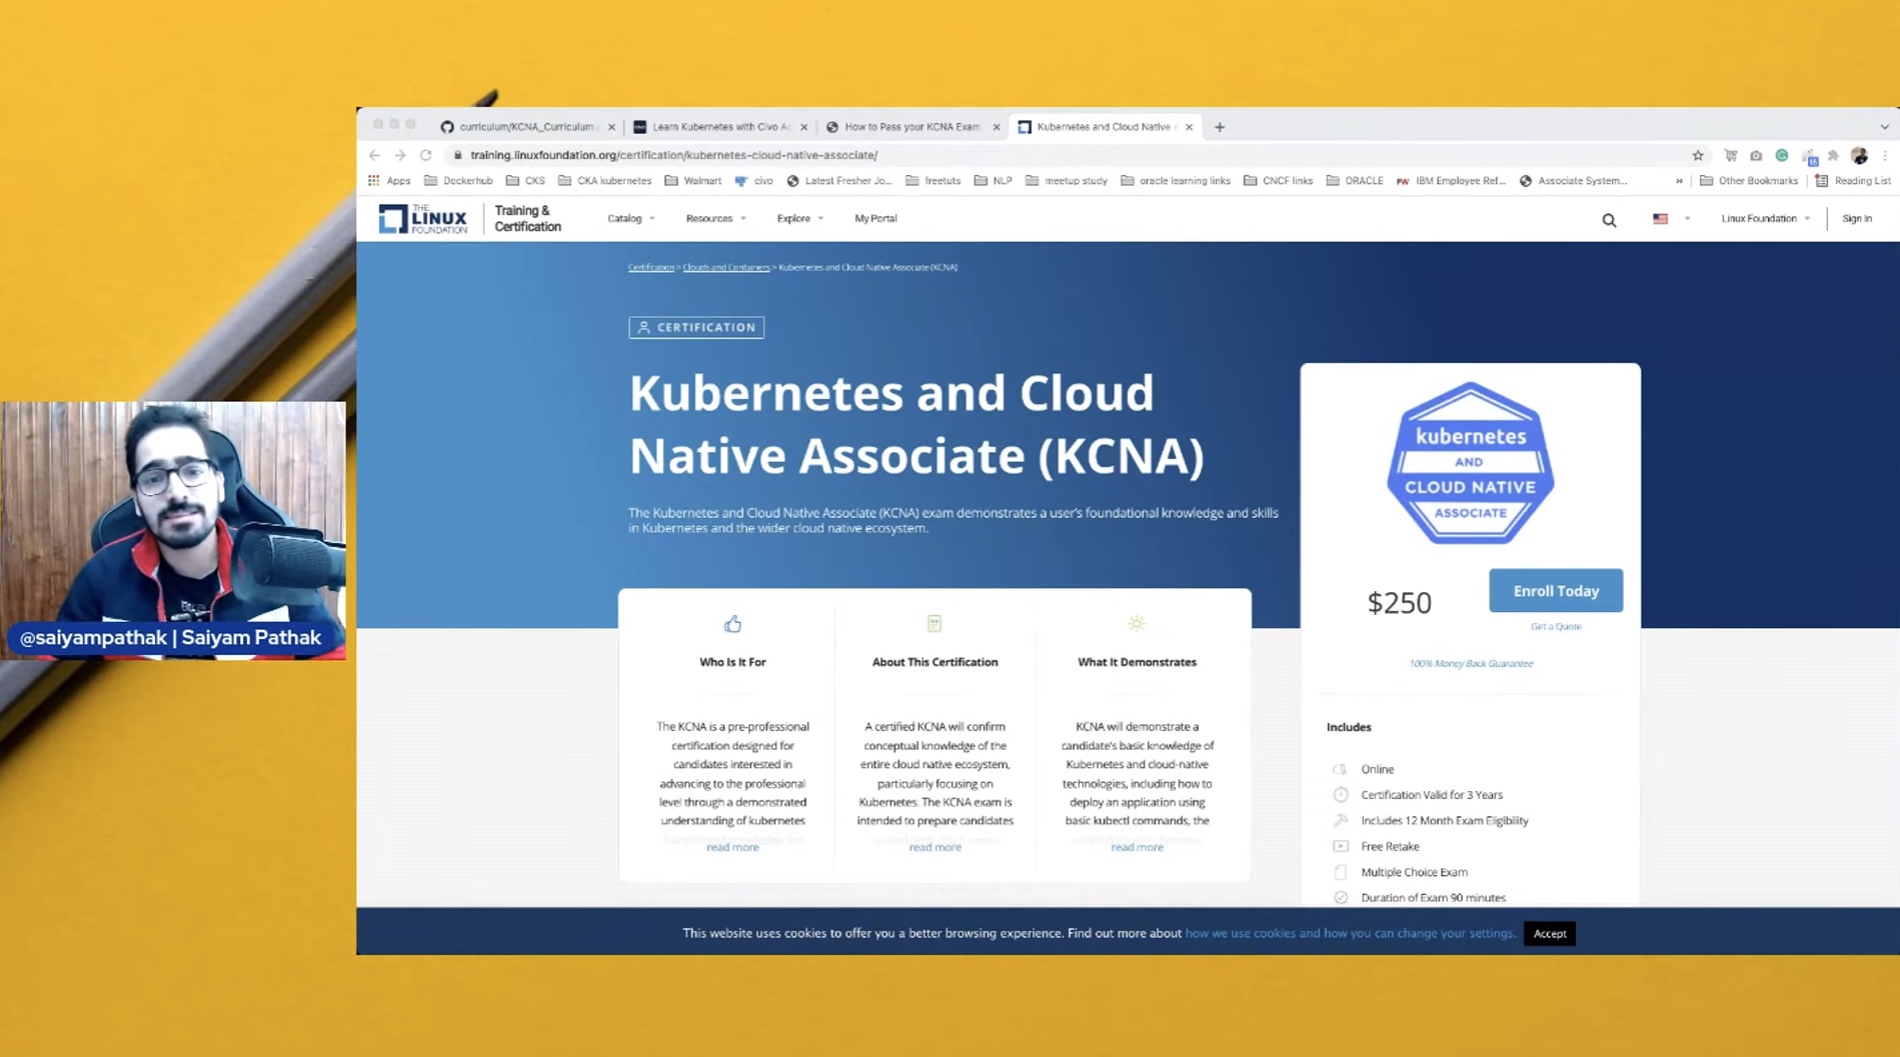 curriculum/KCNA_Curriculum.
Learn Kubernetes with Civo Ac
How to Pass your KCNA Exam
Kubernetes and Cloud Native A
training.linuxfoundation.org/certification/kubernetes-cloud-native-associate/
15
Apps
Dockerhub
CKS
CKA kubernetes
Walmart
civo
Latest Fresher Jo...
freetuts
NLP
meetup study
oracle learning links
CNCF links
ORACLE
IBM Employee Ref...
Associate System...
»
Other Bookmarks
Reading List
THE
LINUX
FOUNDATION
Training &
Certification
Catalog
Resources
Explore
My Portal
Linux Foundation
Sign In
Certification > Clouds and Containers > Kubernetes and Cloud Native Associate (KCNA)
CERTIFICATION
Kubernetes and Cloud
Native Associate (KCNA)
The Kubernetes and Cloud Native Associate (KCNA) exam demonstrates a user's foundational knowledge and skills
in Kubernetes and the wider cloud native ecosystem.
kubernetes
AND
CLOUD NATIVE
ASSOCIATE
$250
Enroll Today
Get a Quote
100% Money Back Guarantee
Includes
Online
Certification Valid for 3 Years
Includes 12 Month Exam Eligibility
Free Retake
Multiple Choice Exam
Duration of Exam 90 minutes
Who Is It For
The KCNA is a pre-professional
certification designed for
candidates interested in
advancing to the professional
level through a demonstrated
understanding of kubernetes
read more
About This Certification
A certified KCNA will confirm
conceptual knowledge of the
entire cloud native ecosystem,
particularly focusing on
Kubernetes. The KCNA exam is
intended to prepare candidates
read more
What It Demonstrates
KCNA will demonstrate a
candidate's basic knowledge of
Kubernetes and cloud-native
technologies, including how to
deploy an application using
basic kubectl commands, the
read more
@saiyampathak | Saiyam Pathak
This website uses cookies to offer you a better browsing experience. Find out more about how we use cookies and how you can change your settings.
Accept